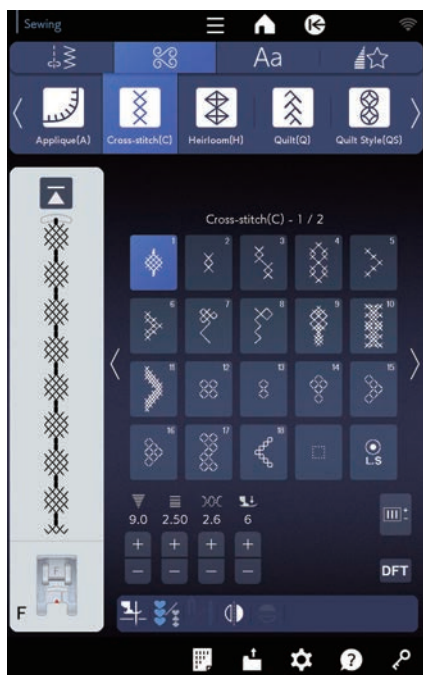 Sewing
Aa
Applique(A) Cross-stitch(C) Heirloom(H) Quilt(Q) Quilt Style(QS)
Cross-stitch(C) - 1 / 2
1 2 3 4 5
6 7 8 9 10
11 12 13 14 15
16 17 18
L.S
9.0 2.50 2.6 6
+ + + +
− − − −
DFT
F
?